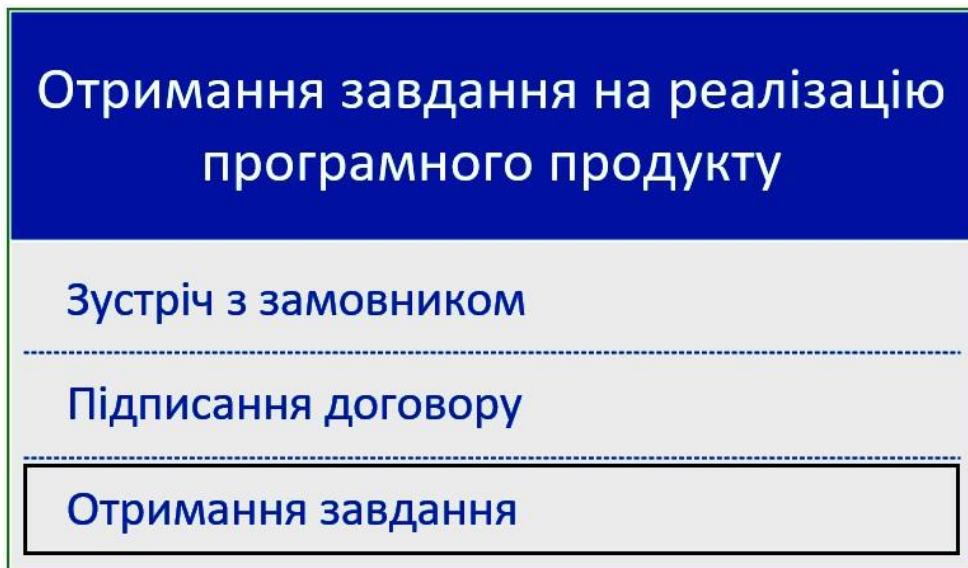 Отримання завдання на реалізацію
програмного продукту
Зустріч з замовником
Підписання договору
Отримання завдання